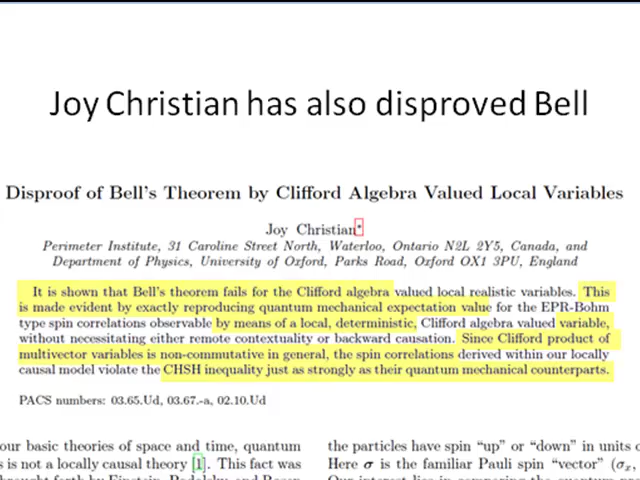 Joy Christian has also disproved Bell
Disproof of Bell's Theorem by Clifford Algebra Valued Local Variables
Joy Christian*
Perimeter Institute, 31 Caroline Street North, Waterloo, Ontario N2L 2Y5, Canada, and
Department of Physics, University of Oxford, Parks Road, Oxford OX1 3PU, England
It is shown that Bell's theorem fails for the Clifford algebra valued local realistic variables. This
is made evident by exactly reproducing quantum mechanical expectation value for the EPR-Bohm
type spin correlations observable by means of a local, deterministic, Clifford algebra valued variable,
without necessitating either remote contextuality or backward causation. Since Clifford product of
multivector variables is non-commutative in general, the spin correlations derived within our locally
causal model violate the CHSH inequality just as strongly as their quantum mechanical counterparts.
PACS numbers: 03.65.Ud, 03.67.-a, 02.10.Ud
our basic theories of space and time, quantum
s is not a locally causal theory [1]. This fact was
the particles have spin "up" or "down" in units o
Here σ is the familiar Pauli spin "vector" (σx,